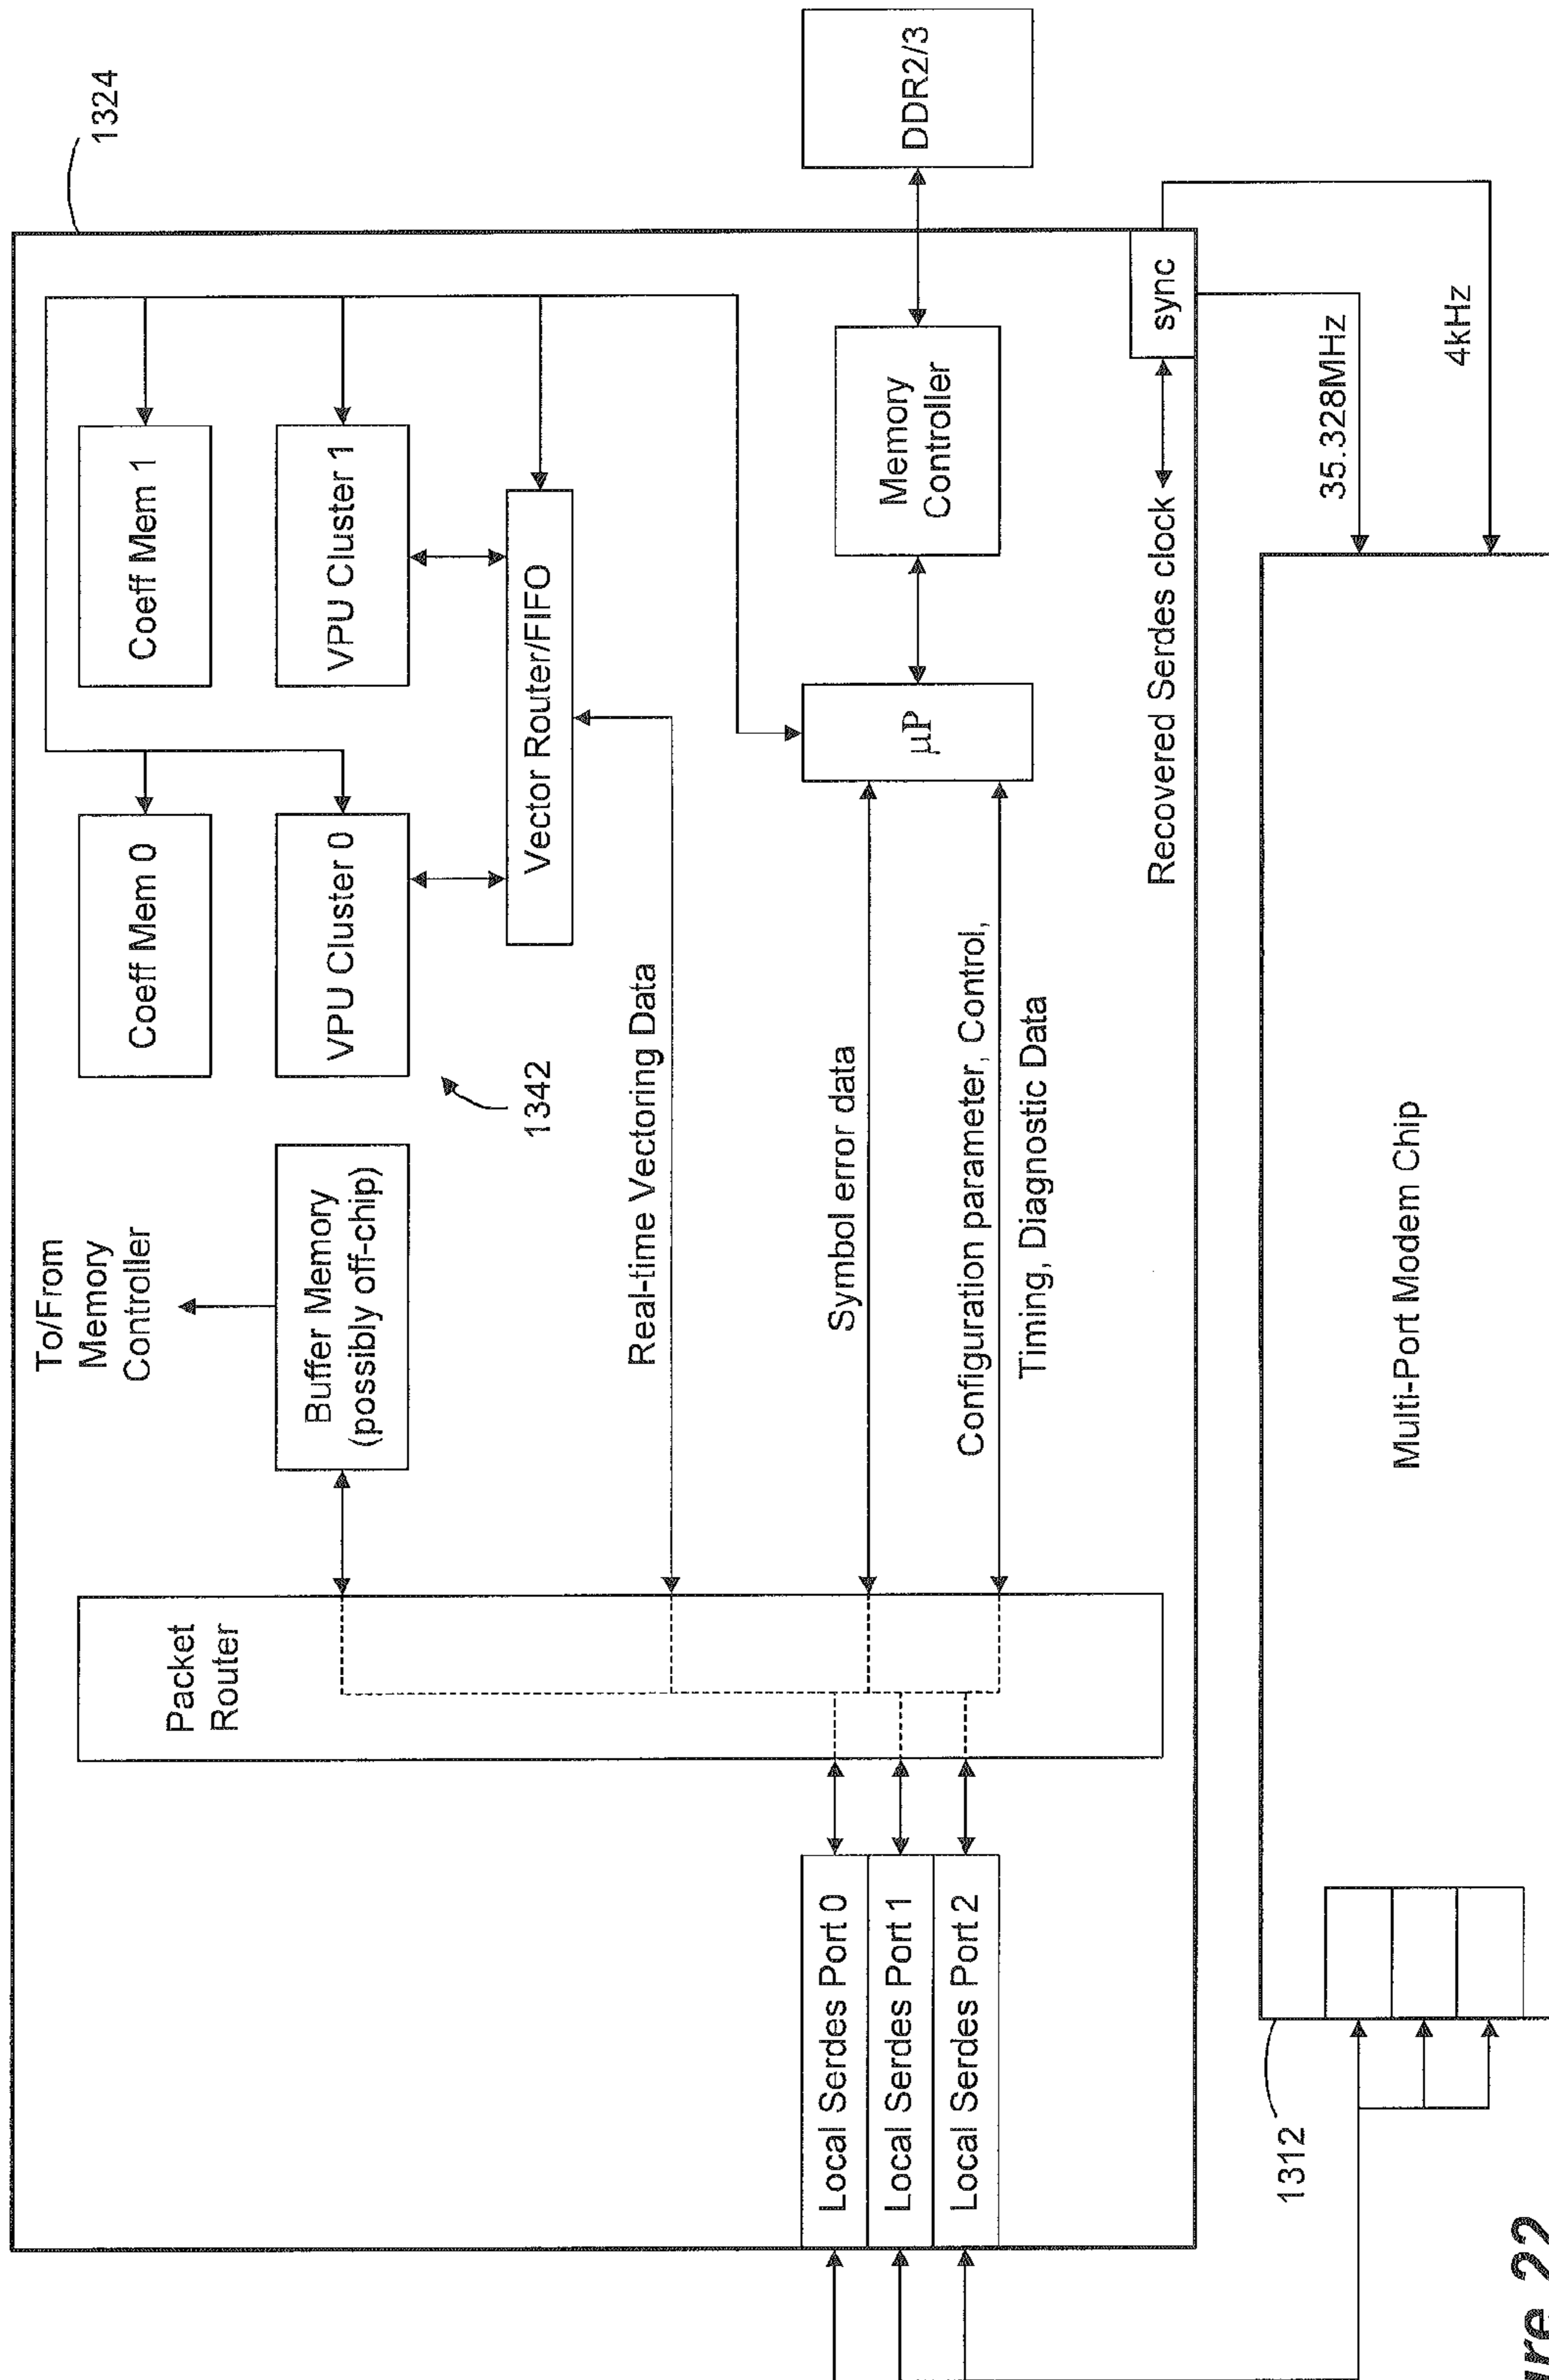 1324
To/From
Memory
Controller
Coeff Mem 0
Coeff Mem 1
Packet
Router
Buffer Memory
(possibly off-chip)
VPU Cluster 0
VPU Cluster 1
1342
Vector Router/FIFO
Real-time Vectoring Data
Local Serdes Port 0
Local Serdes Port 1
Local Serdes Port 2
Symbol error data
Configuration parameter, Control,
Timing, Diagnostic Data
µP
Memory
Controller
DDR2/3
Recovered Serdes clock
sync
1312
35.328MHz
4kHz
Multi-Port Modem Chip
22